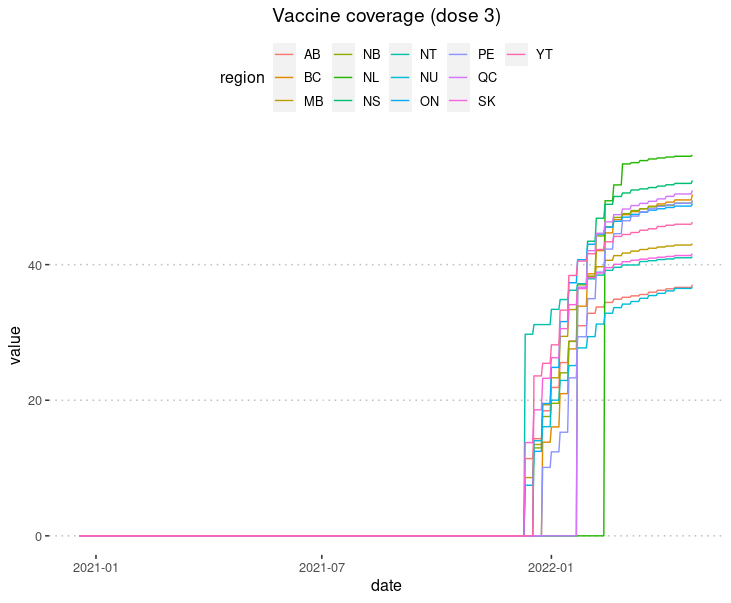 Vaccine coverage (dose 3)
region
AB NB NT PE YT
BC NL NU QC
MB NS ON SK
value
40
20
0
2021-01 2021-07 2022-01
date